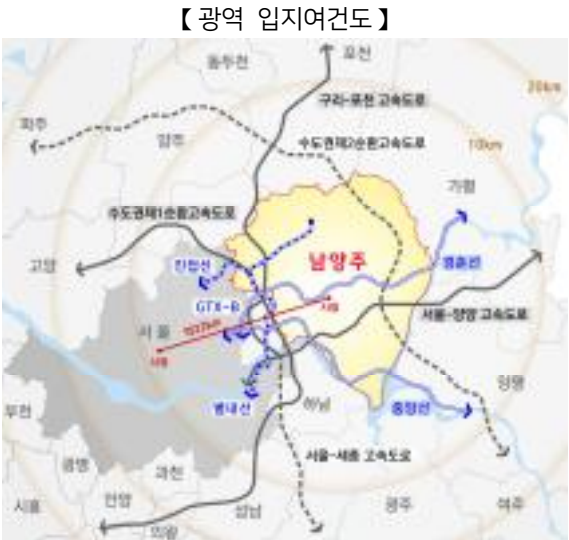 【 광역 입지여건도 】
동두천
포천
20km
구리-포천 고속도로
파주
양주
수도권제2순환고속도로
10km
가평
수도권제1순환고속도로
고양
진접선
남양주
경춘선
GTX-B
시청
서울
서울-양양 고속도로
시청
양평
부천
별내선
하남
중앙선
광명
과천
서울-세종 고속도로
시흥
안양
성남
광주
여주
의왕